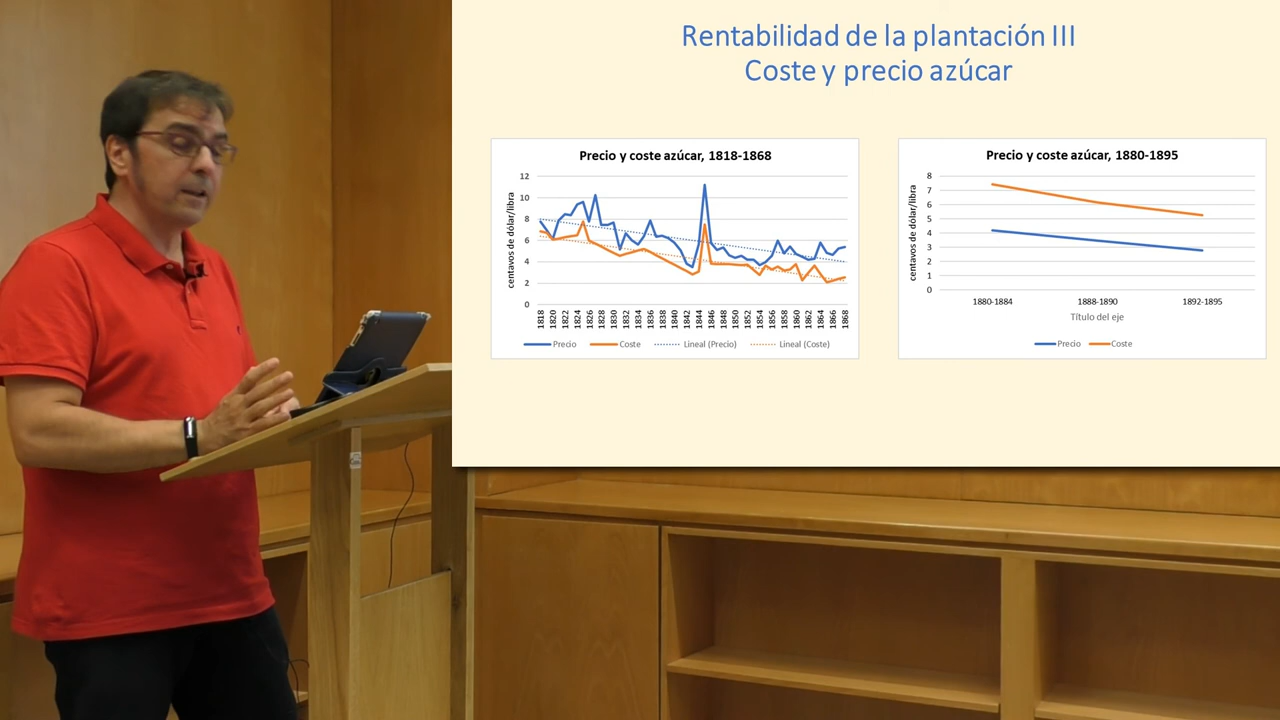 Rentabilidad de la plantación III
Coste y precio azúcar
Precio y coste azúcar, 1818-1868
centavos de dólar/libra
12
10
8
6
4
2
0
1818 1820 1822 1824 1826 1828 1830 1832 1834 1836 1838 1840 1842 1844 1846 1848 1850 1852 1854 1856 1858 1860 1862 1864 1866 1868
Precio Coste Lineal (Precio) Lineal (Coste)
Precio y coste azúcar, 1880-1895
centavos de dólar/libra
8
7
6
5
4
3
2
1
0
1880-1884 1888-1890 1892-1895
Título del eje
Precio Coste